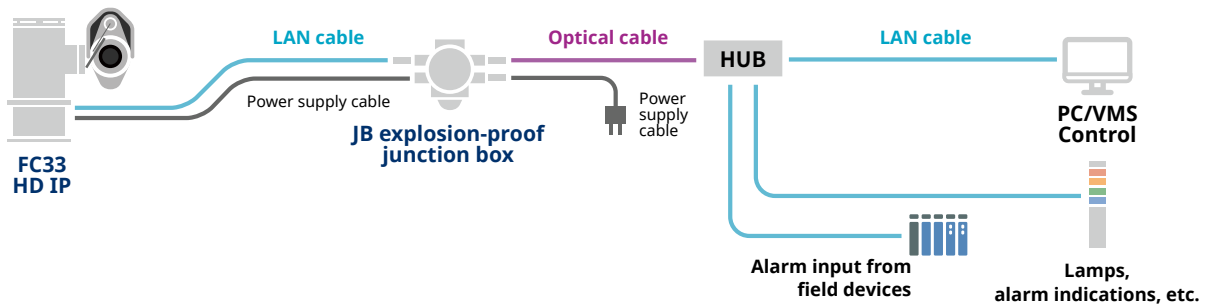 LAN cable
Optical cable
LAN cable
HUB
Power supply cable
Power
supply
cable
JB explosion-proof
junction box
PC/VMS
Control
FC33
HD IP
Alarm input from
field devices
Lamps,
alarm indications, etc.